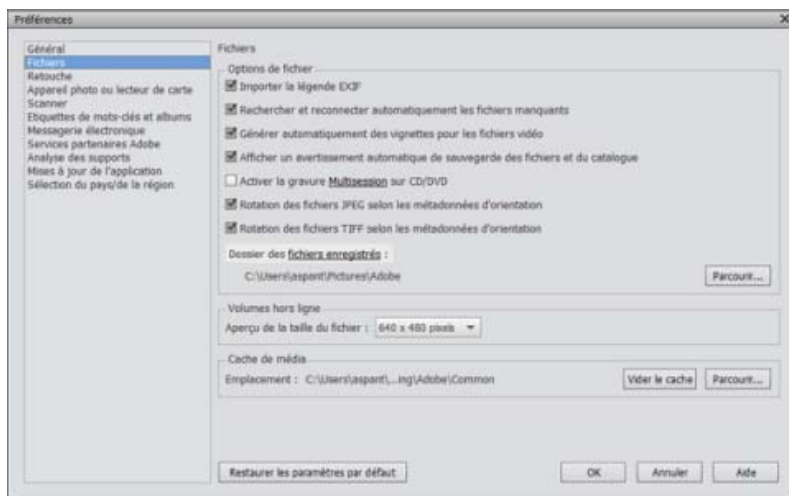 Préférences
Général
Fichiers
Retouche
Appareil photo ou lecteur de carte
Scanner
Etiquettes de mots-clés et albums
Messagerie électronique
Services partenaires Adobe
Analyse des supports
Mises à jour de l'application
Sélection du pays/de la région
Fichiers
Options de fichier
Importer la légende EXIF
Rechercher et reconnecter automatiquement les fichiers manquants
Générer automatiquement des vignettes pour les fichiers vidéo
Afficher un avertissement automatique de sauvegarde des fichiers et du catalogue
Activer la gravure Multisession sur CD/DVD
Rotation des fichiers JPEG selon les métadonnées d'orientation
Rotation des fichiers TIFF selon les métadonnées d'orientation
Dossier des fichiers enregistrés :
C:\Users\aspant\Pictures\Adobe
Parcourir...
Volumes hors ligne
Aperçu de la taille du fichier : 640 x 480 pixels
Cache de média
Emplacement : C:\Users\aspant\...ing\Adobe\Common
Vider le cache
Parcourir...
Restaurer les paramètres par défaut
OK
Annuler
Aide